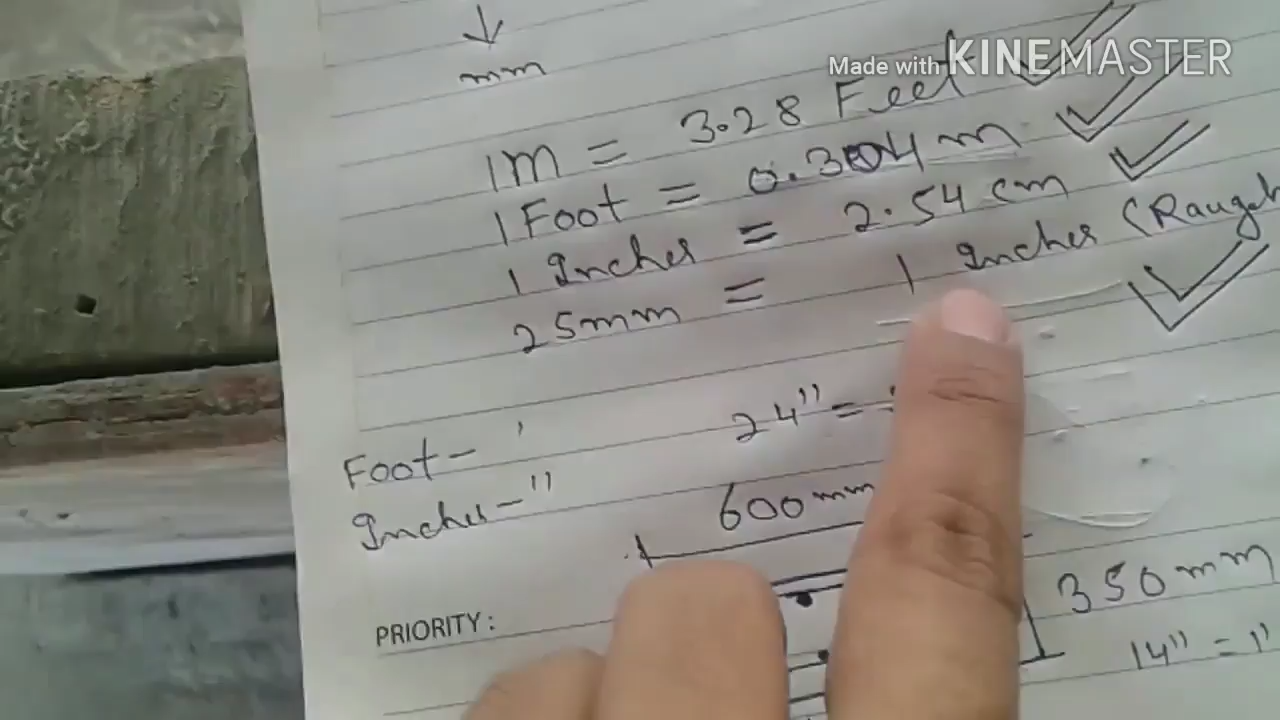 Made with KINEMASTER
mm
1m = 3.28 Feet
1 Foot = 0.304 m
1 Inches = 2.54 cm
25mm = 1 Inches (Raugh
24" =
Foot - '
Inches - "
600mm
350mm
14" = 1'
PRIORITY: